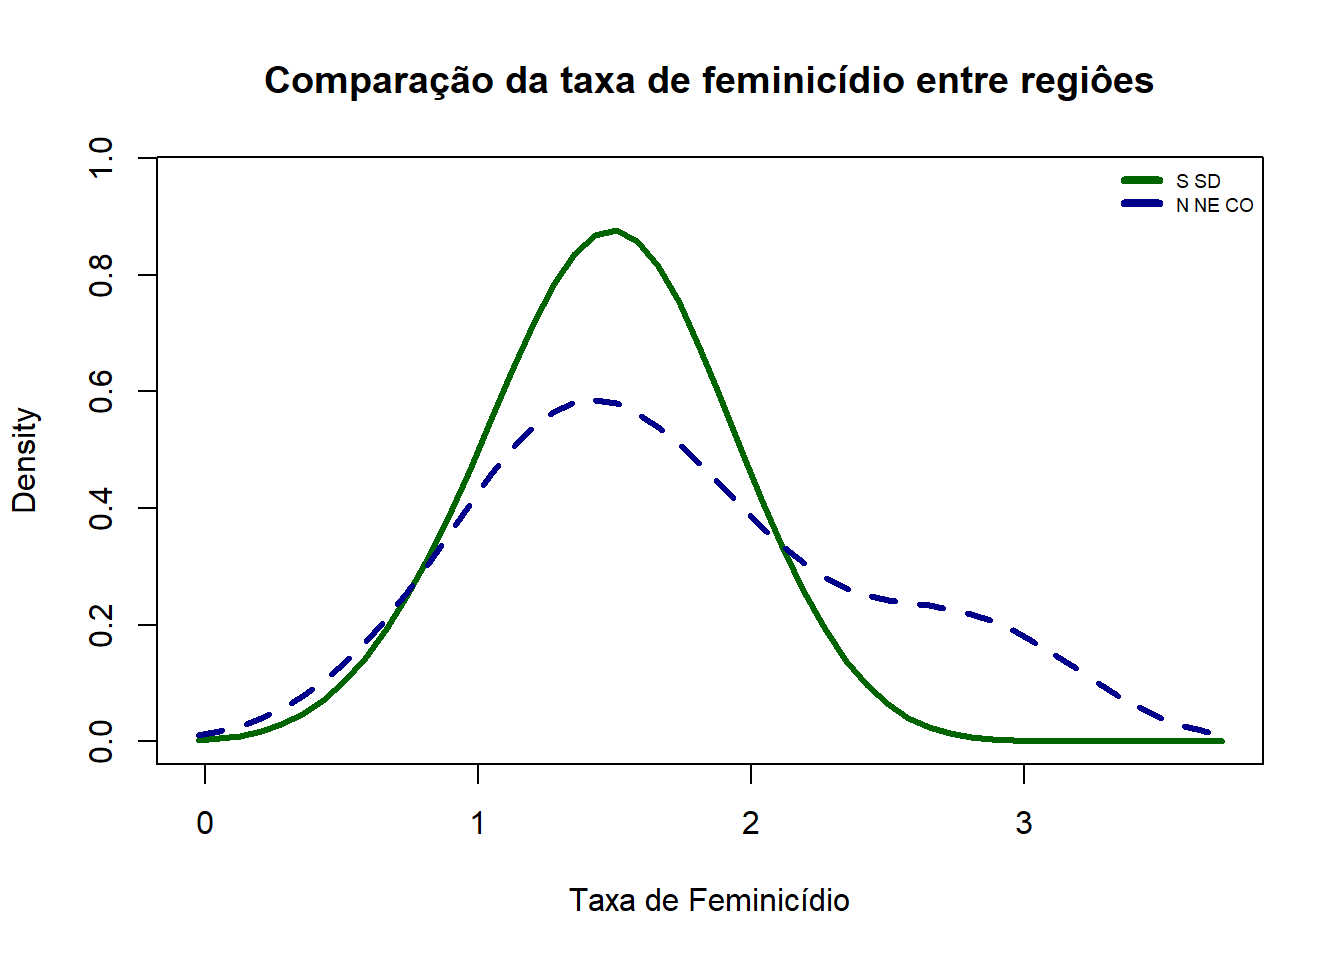 Comparação da taxa de feminicídio entre regiôes
S SD
N NE CO
Density
0.0 0.2 0.4 0.6 0.8 1.0
0 1 2 3
Taxa de Feminicídio